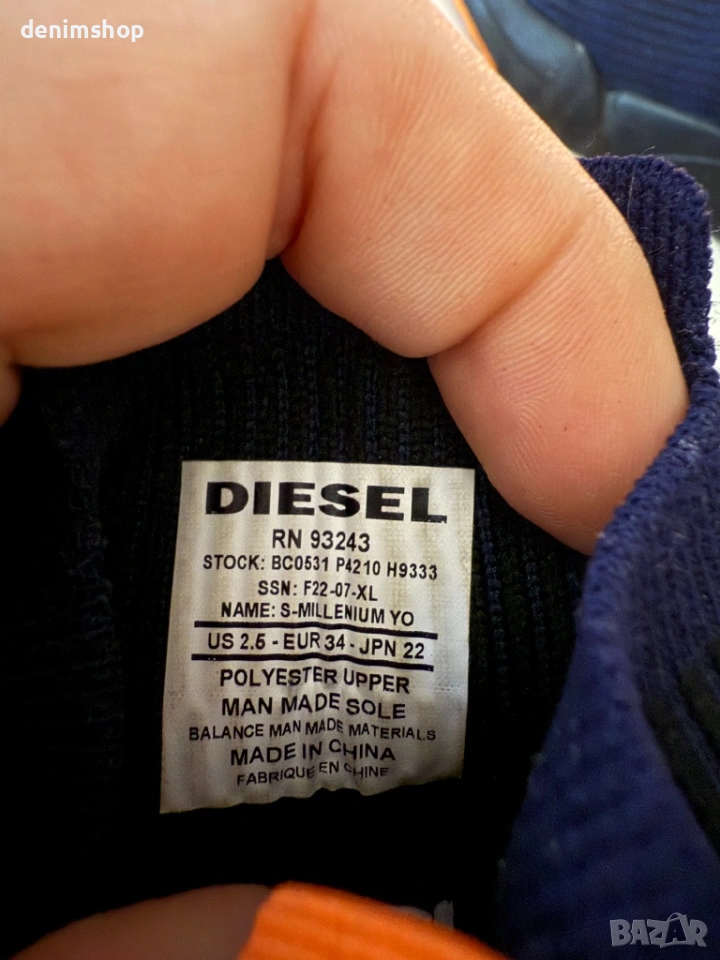 denimshop
DIESEL
RN 93243
STOCK: BC0531 P4210 H9333
SSN: F22-07-XL
NAME: S-MILLENIUM YO
US 2.5 - EUR 34 - JPN 22
POLYESTER UPPER
MAN MADE SOLE
BALANCE MAN MADE MATERIALS
MADE IN CHINA
FABRIQUE EN CHINE
BAZAR